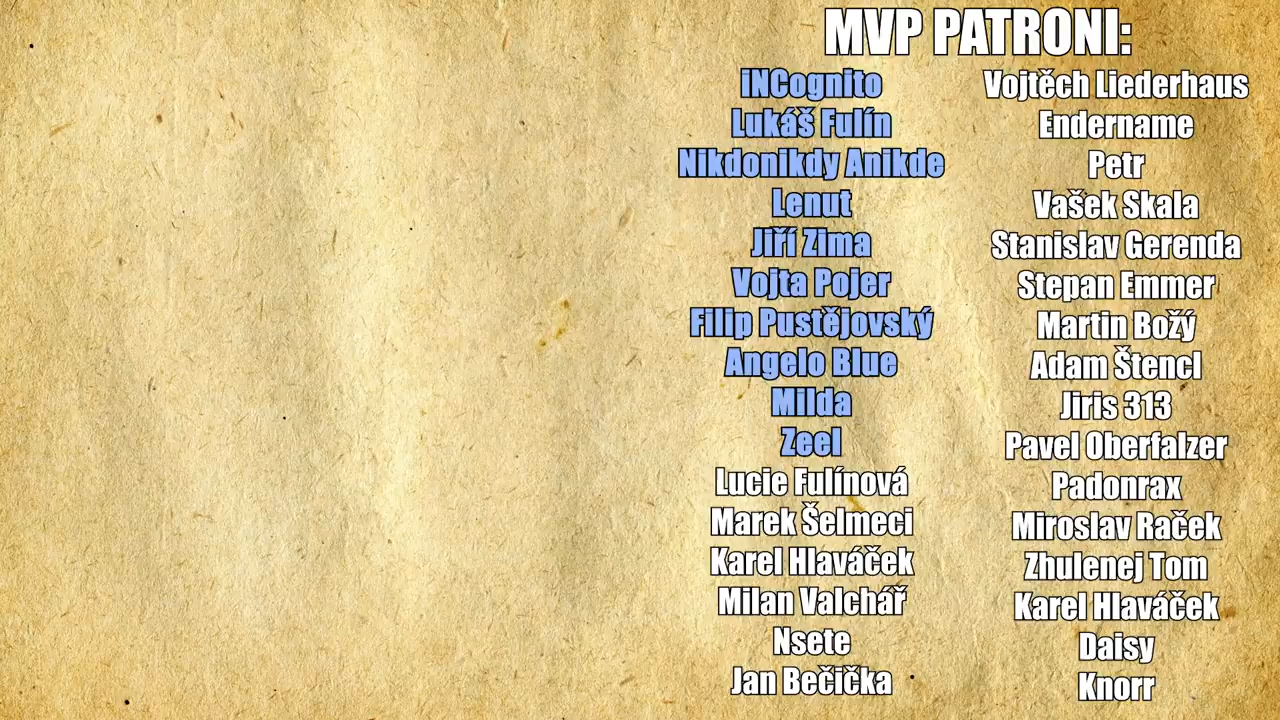 MVP PATRONI:
iNCognito
Lukáš Fulín
Nikdonikdy Anikde
Lenut
Jiří Zima
Vojta Pojer
Filip Pustějovský
Angelo Blue
Milda
Zeel
Lucie Fulínová
Marek Šelmeci
Karel Hlaváček
Milan Valchář
Nsete
Jan Bečička
Vojtěch Liederhaus
Endername
Petr
Vašek Skala
Stanislav Gerenda
Stepan Emmer
Martin Božý
Adam Štencl
Jiris 313
Pavel Oberfalzer
Padonrax
Miroslav Raček
Zhulenej Tom
Karel Hlaváček
Daisy
Knorr